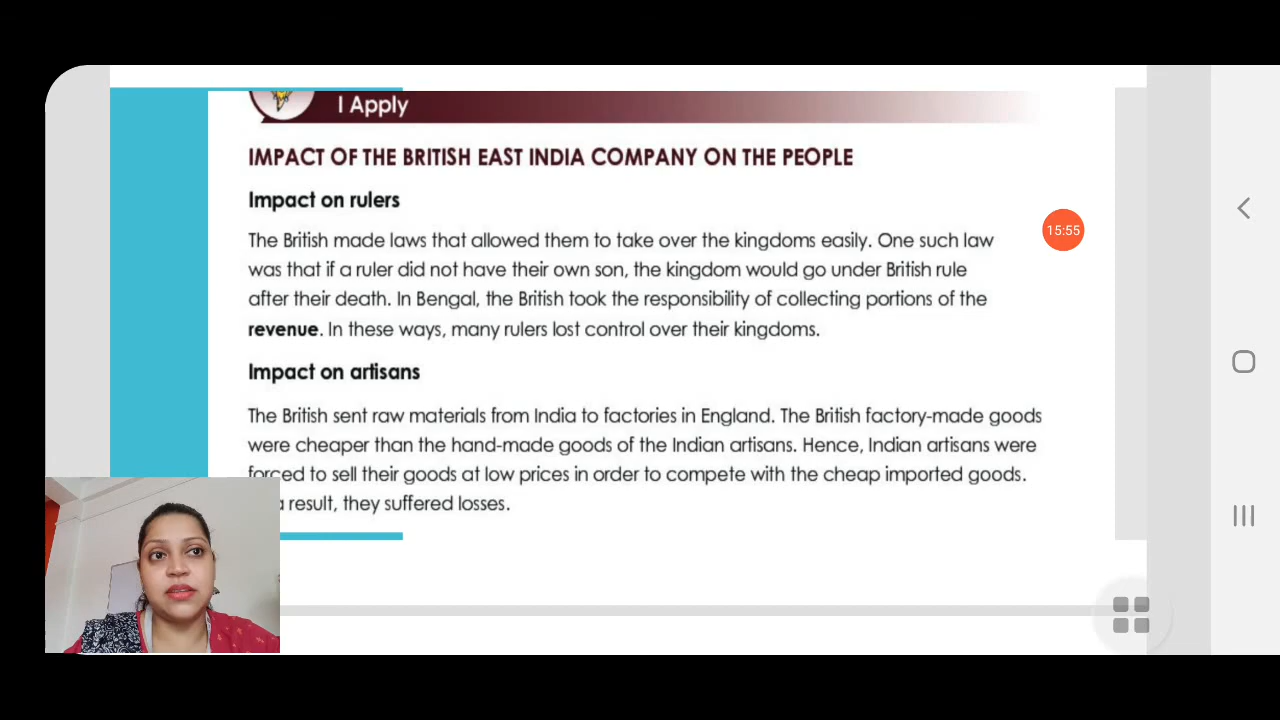 I Apply
IMPACT OF THE BRITISH EAST INDIA COMPANY ON THE PEOPLE
Impact on rulers
The British made laws that allowed them to take over the kingdoms easily. One such law
was that if a ruler did not have their own son, the kingdom would go under British rule
after their death. In Bengal, the British took the responsibility of collecting portions of the
revenue. In these ways, many rulers lost control over their kingdoms.
15:55
Impact on artisans
The British sent raw materials from India to factories in England. The British factory-made goods
were cheaper than the hand-made goods of the Indian artisans. Hence, Indian artisans were
forced to sell their goods at low prices in order to compete with the cheap imported goods.
a result, they suffered losses.